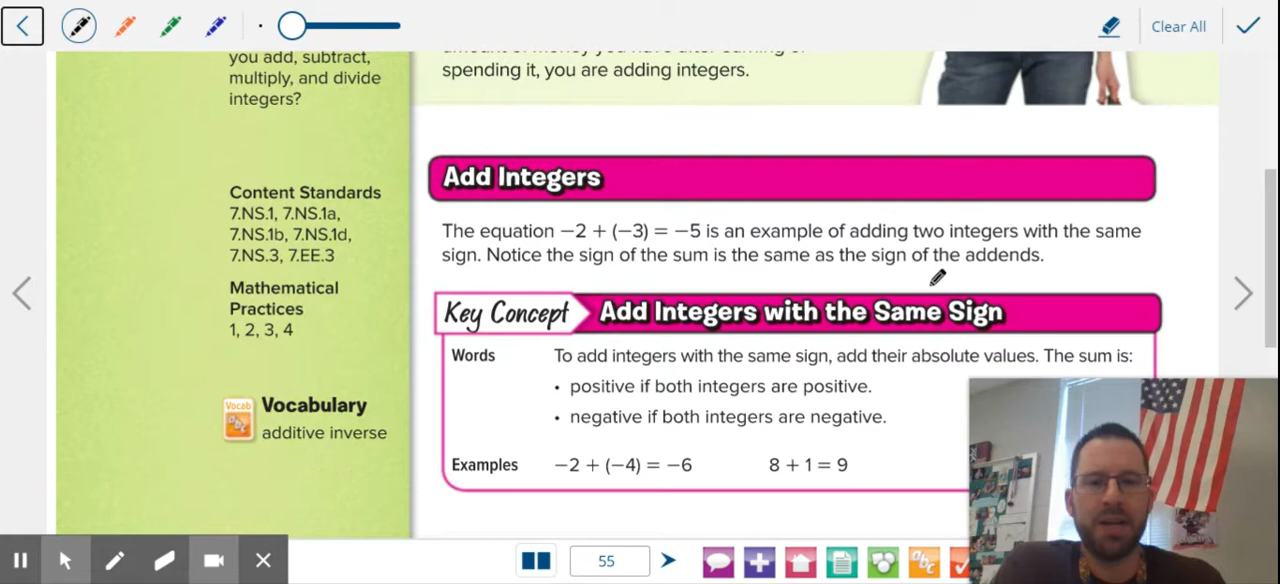 Clear All
you add, subtract,
multiply, and divide
integers?
spending it, you are adding integers.
Content Standards
7.NS.1, 7.NS.1a,
7.NS.1b, 7.NS.1d,
7.NS.3, 7.EE.3
Mathematical
Practices
1, 2, 3, 4
Vocab
abc
Vocabulary
additive inverse
Add Integers
The equation −2 + (−3) = −5 is an example of adding two integers with the same
sign. Notice the sign of the sum is the same as the sign of the addends.
Key Concept Add Integers with the Same Sign
Words To add integers with the same sign, add their absolute values. The sum is:
• positive if both integers are positive.
• negative if both integers are negative.
Examples −2 + (−4) = −6 8 + 1 = 9
55
abc